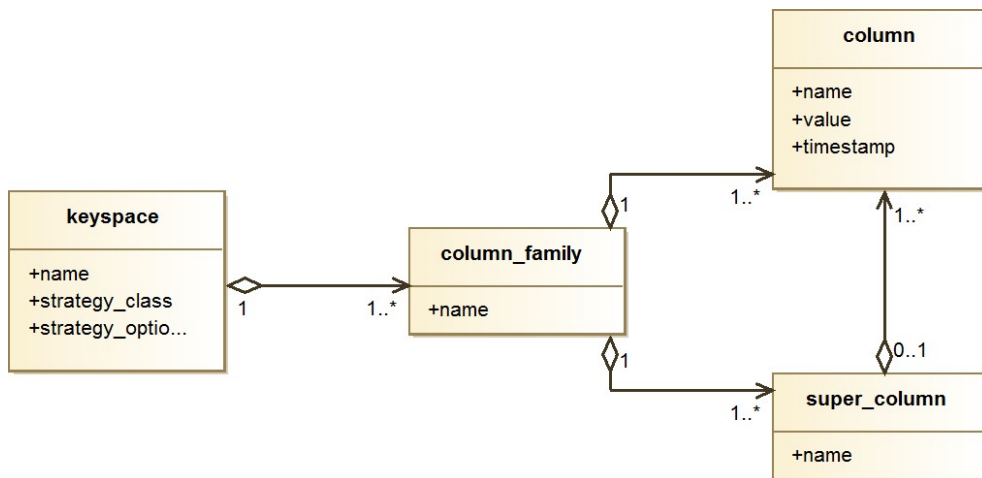 column
+name
+value
+timestamp
1
1..*
1..*
keyspace
+name
+strategy_class
+strategy_optio...
1
1..*
column_family
+name
1
1..*
0..1
super_column
+name